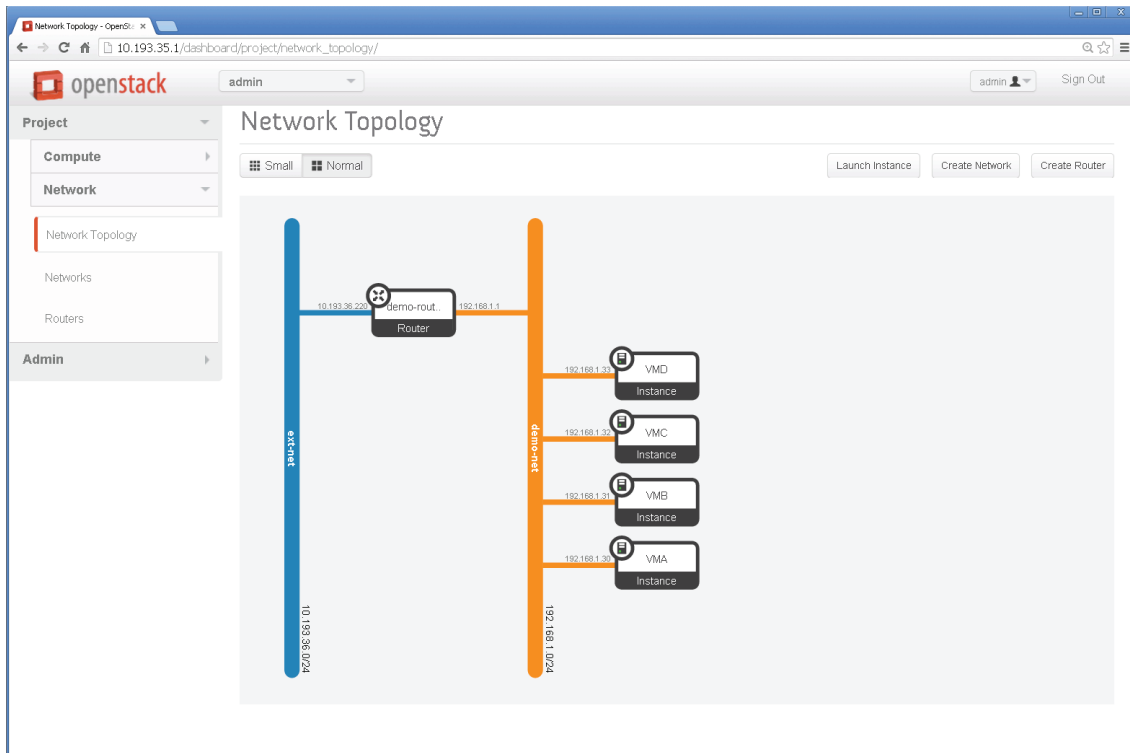 Network Topology - OpenSta
10.193.35.1/dashboard/project/network_topology/
openstack
admin
admin
Sign Out
Project
Compute
Network
Network Topology
Networks
Routers
Admin
Network Topology
Small
Normal
Launch Instance
Create Network
Create Router
ext-net
10.193.36.0/24
10.193.36.220
demo-rout..
Router
192.168.1.1
demo-net
192.168.1.0/24
192.168.1.33
VMD
Instance
192.168.1.32
VMC
Instance
192.168.1.31
VMB
Instance
192.168.1.30
VMA
Instance